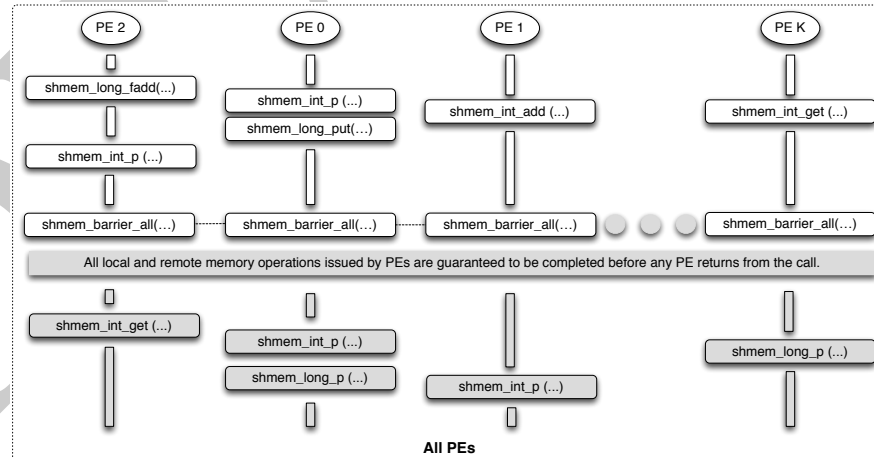 PE 2
PE 0
PE 1
PE K
shmem_long_fadd(...)
shmem_int_p (...)
shmem_long_put(...)
shmem_int_add (...)
shmem_int_get (...)
shmem_int_p (...)
shmem_barrier_all(...)
shmem_barrier_all(...)
shmem_barrier_all(...)
shmem_barrier_all(...)
All local and remote memory operations issued by PEs are guaranteed to be completed before any PE returns from the call.
shmem_int_get (...)
shmem_int_p (...)
shmem_long_p (...)
shmem_int_p (...)
shmem_long_p (...)
All PEs